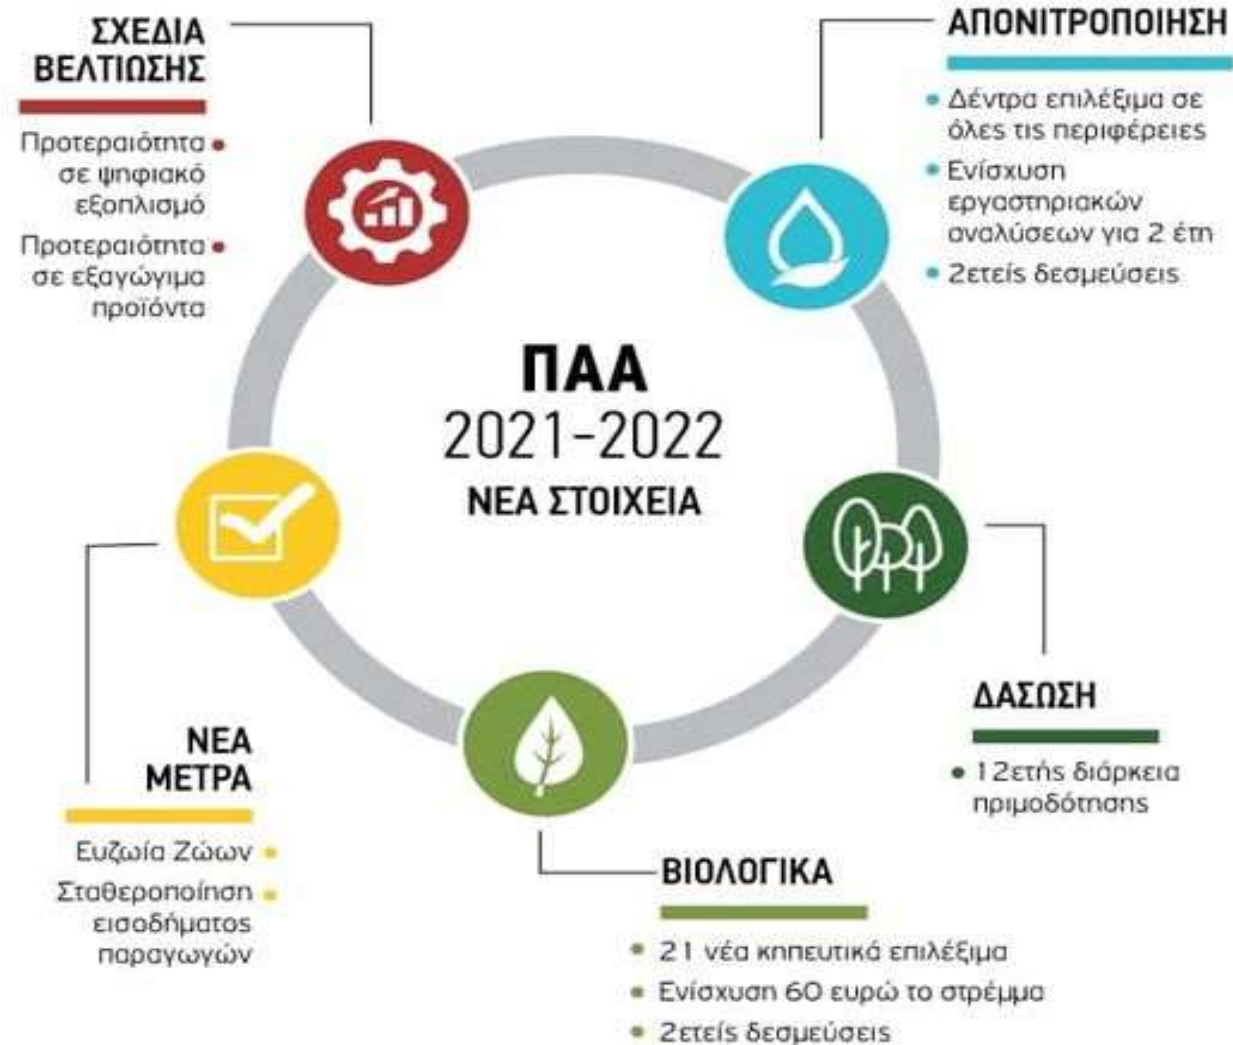 ΣΧΕΔΙΑ
ΒΕΛΤΙΩΣΗΣ
Προτεραιότητα
σε ψηφιακό
εξοπλισμό
Προτεραιότητα
σε εξαγώγιμα
προϊόντα
ΑΠΟΝΙΤΡΟΠΟΙΗΣΗ
Δέντρα επιλέξιμα σε
όλες τις περιφέρειες
Ενίσχυση
εργαστηριακών
αναλύσεων για 2 έτη
2ετείς δεσμεύσεις
ΠΑΑ
2021-2022
ΝΕΑ ΣΤΟΙΧΕΙΑ
ΔΑΣΩΣΗ
12ετής διάρκεια
πριμοδότησης
ΝΕΑ
ΜΕΤΡΑ
Ευζωία Ζώων
Σταθεροποίηση
εισοδήματος
παραγωγών
ΒΙΟΛΟΓΙΚΑ
21 νέα κηπευτικά επιλέξιμα
Ενίσχυση 60 ευρώ το στρέμμα
2ετείς δεσμεύσεις